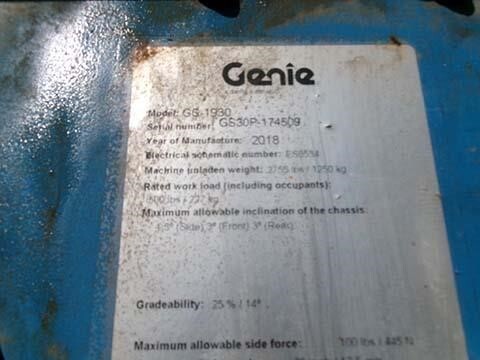 Genie
Model: GS-1930
Serial number: GS30P-174509
Year of Manufacture: 2018
Electrical schematic number: ES0534
Machine unladen weight: 2755 lbs / 1250 kg
Rated work load (including occupants):
500 lbs / 227 kg
Maximum allowable inclination of the chassis:
1.5° (Side) 3° (Front) 3° (Rear)
Gradeability: 25 % / 14°
Maximum allowable side force: 100 lbs / 445 N